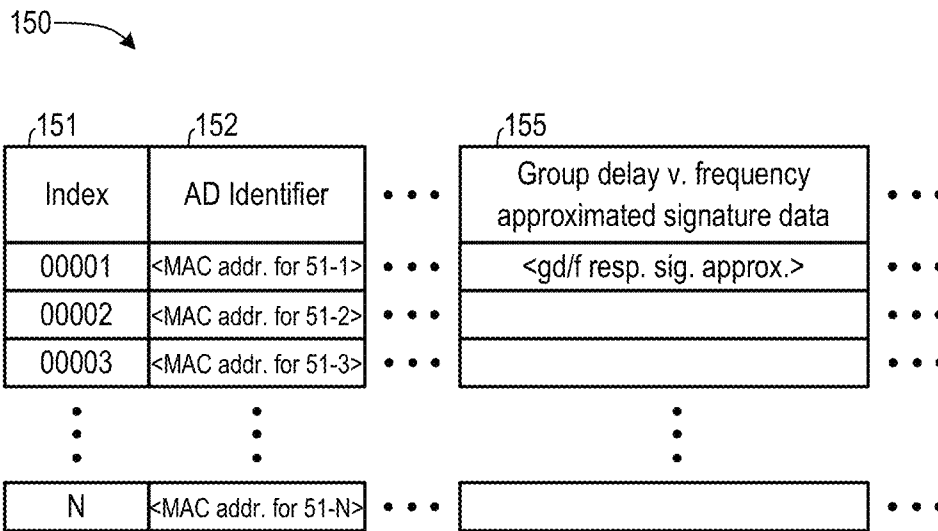 150
151 152 155
Index AD Identifier • • • Group delay v. frequency • • •
approximated signature data
00001 <MAC addr. for 51-1> • • • <gd/f resp. sig. approx.> • • •
00002 <MAC addr. for 51-2> • • • • • •
00003 <MAC addr. for 51-3> • • • • • •
N <MAC addr. for 51-N> • • • • • •